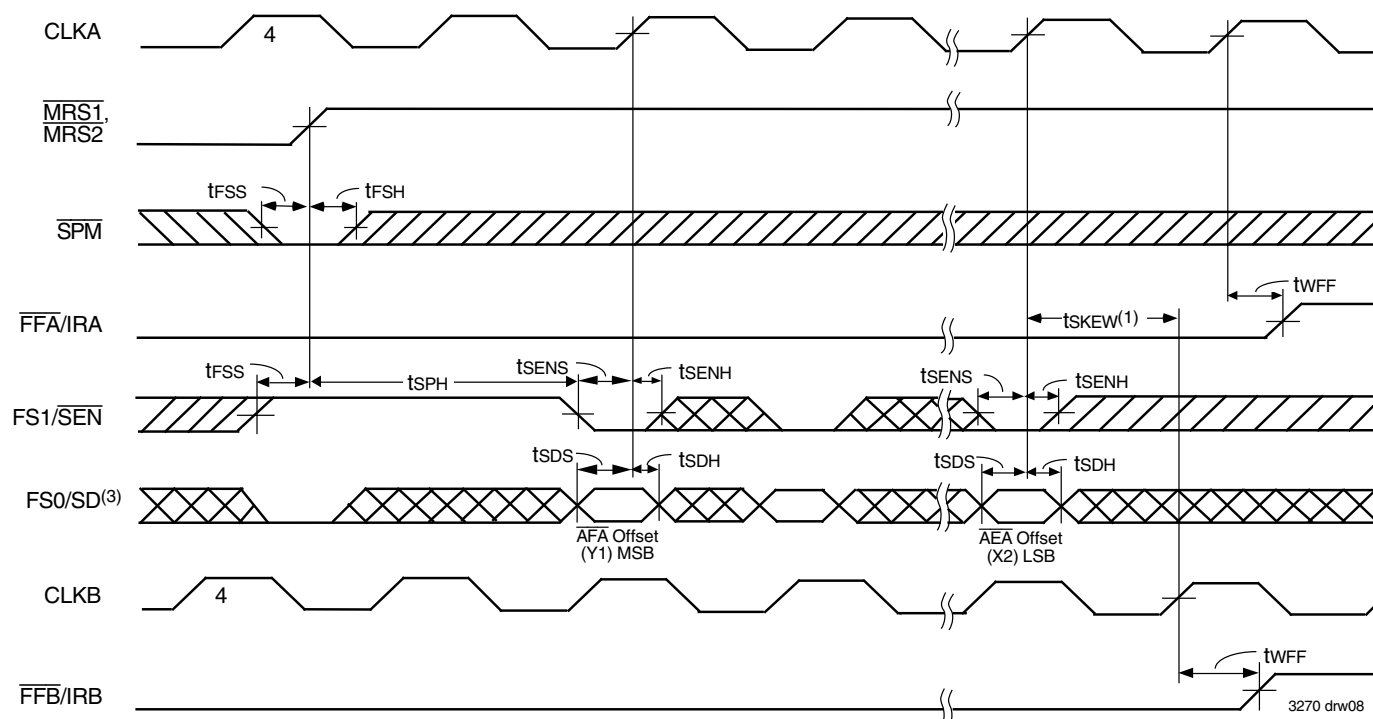 CLKA
4
MRS1,
MRS2
tFSS
tFSH
SPM
tWFF
FFA/IRA
tSKEW(1)
tFSS
tSPH
tSENS
tSENH
tSENS
tSENH
FS1/SEN
tSDS
tSDH
tSDS
tSDH
FS0/SD(3)
AFA Offset
(Y1) MSB
AEA Offset
(X2) LSB
CLKB
4
tWFF
FFB/IRB
3270 drw08